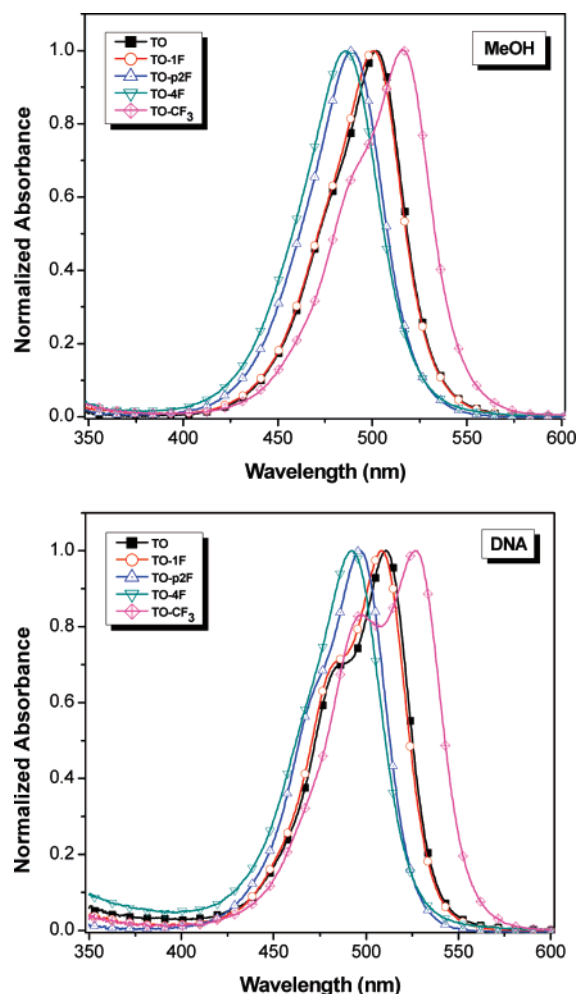 MeOH
TO
TO-1F
TO-p2F
TO-4F
TO-CF₃
Normalized Absorbance
1.0
0.8
0.6
0.4
0.2
0.0
350 400 450 500 550 600
Wavelength (nm)
DNA
TO
TO-1F
TO-p2F
TO-4F
TO-CF₃
Normalized Absorbance
1.0
0.8
0.6
0.4
0.2
0.0
350 400 450 500 550 600
Wavelength (nm)